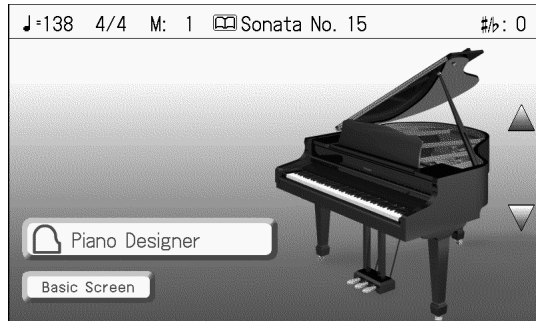 ♩=138 4/4 M: 1 Sonata No. 15 ♯/♭: 0
Piano Designer
Basic Screen